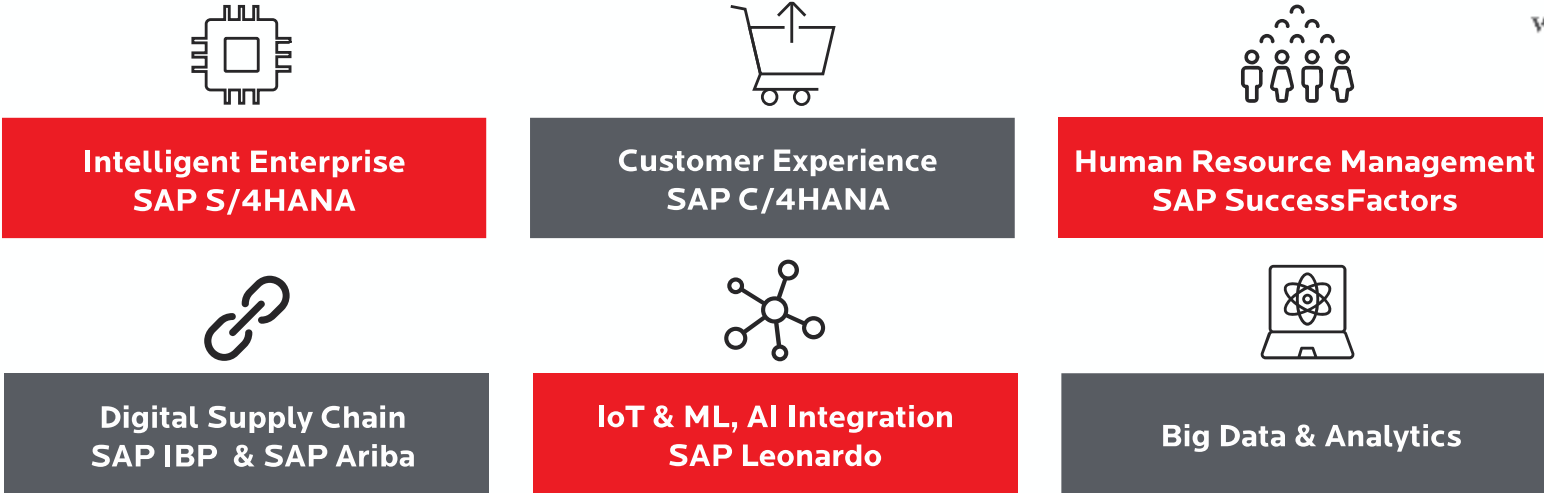 Intelligent Enterprise
SAP S/4HANA
Customer Experience
SAP C/4HANA
Human Resource Management
SAP SuccessFactors
Digital Supply Chain
SAP IBP & SAP Ariba
IoT & ML, AI Integration
SAP Leonardo
Big Data & Analytics